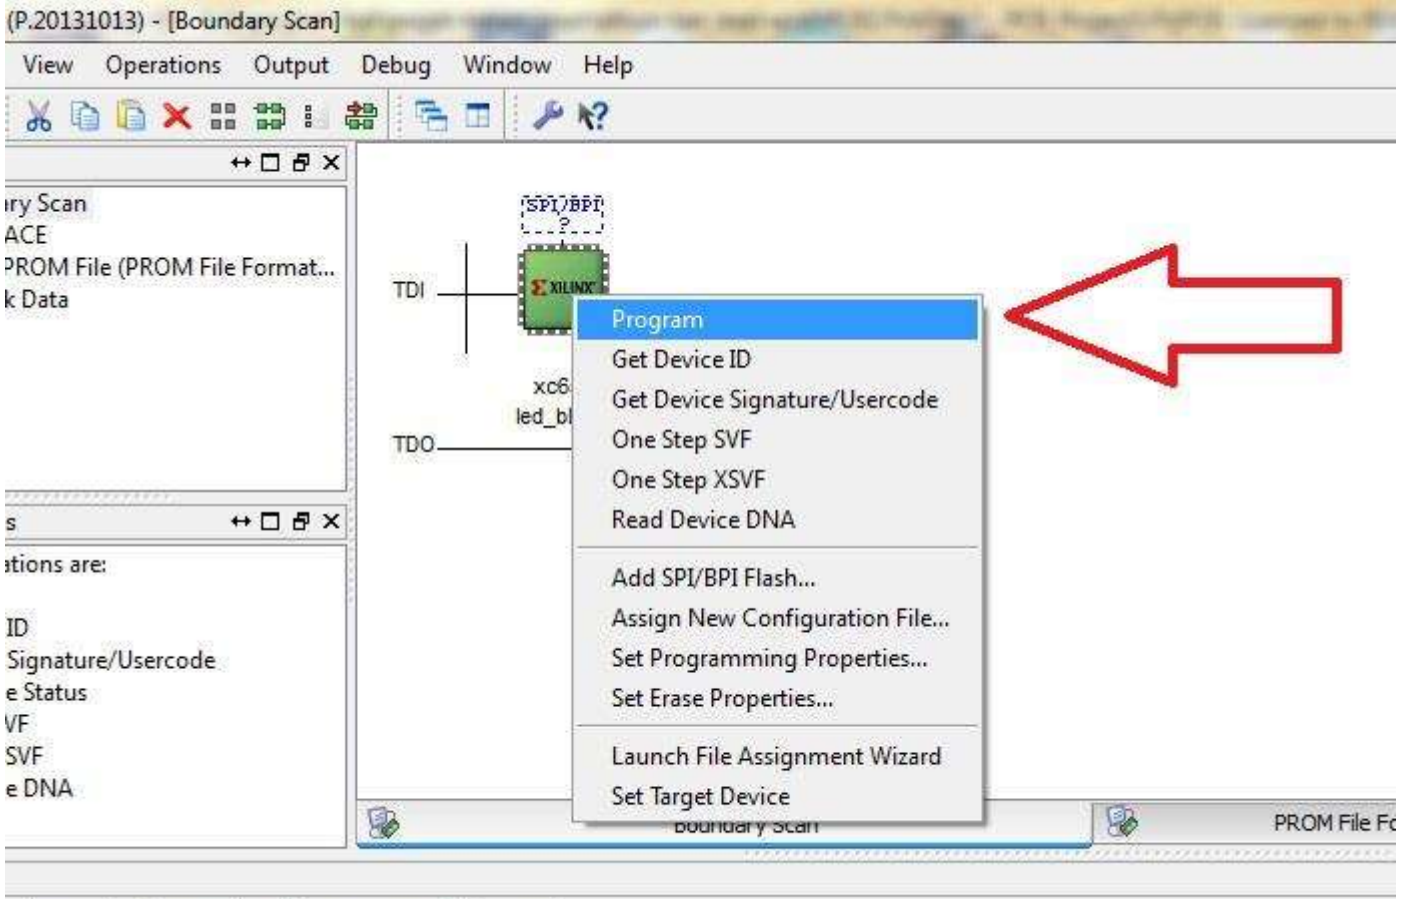 (P.20131013) - [Boundary Scan]
View Operations Output Debug Window Help
ry Scan
ACE
PROM File (PROM File Format...
k Data
SPI/BPI
?
TDI
XILINX
xc6
led_bl
TDO
Program
Get Device ID
Get Device Signature/Usercode
One Step SVF
One Step XSVF
Read Device DNA
Add SPI/BPI Flash...
Assign New Configuration File...
Set Programming Properties...
Set Erase Properties...
Launch File Assignment Wizard
Set Target Device
s
ations are:
ID
Signature/Usercode
e Status
VF
SVF
e DNA
Boundary Scan
PROM File Fo